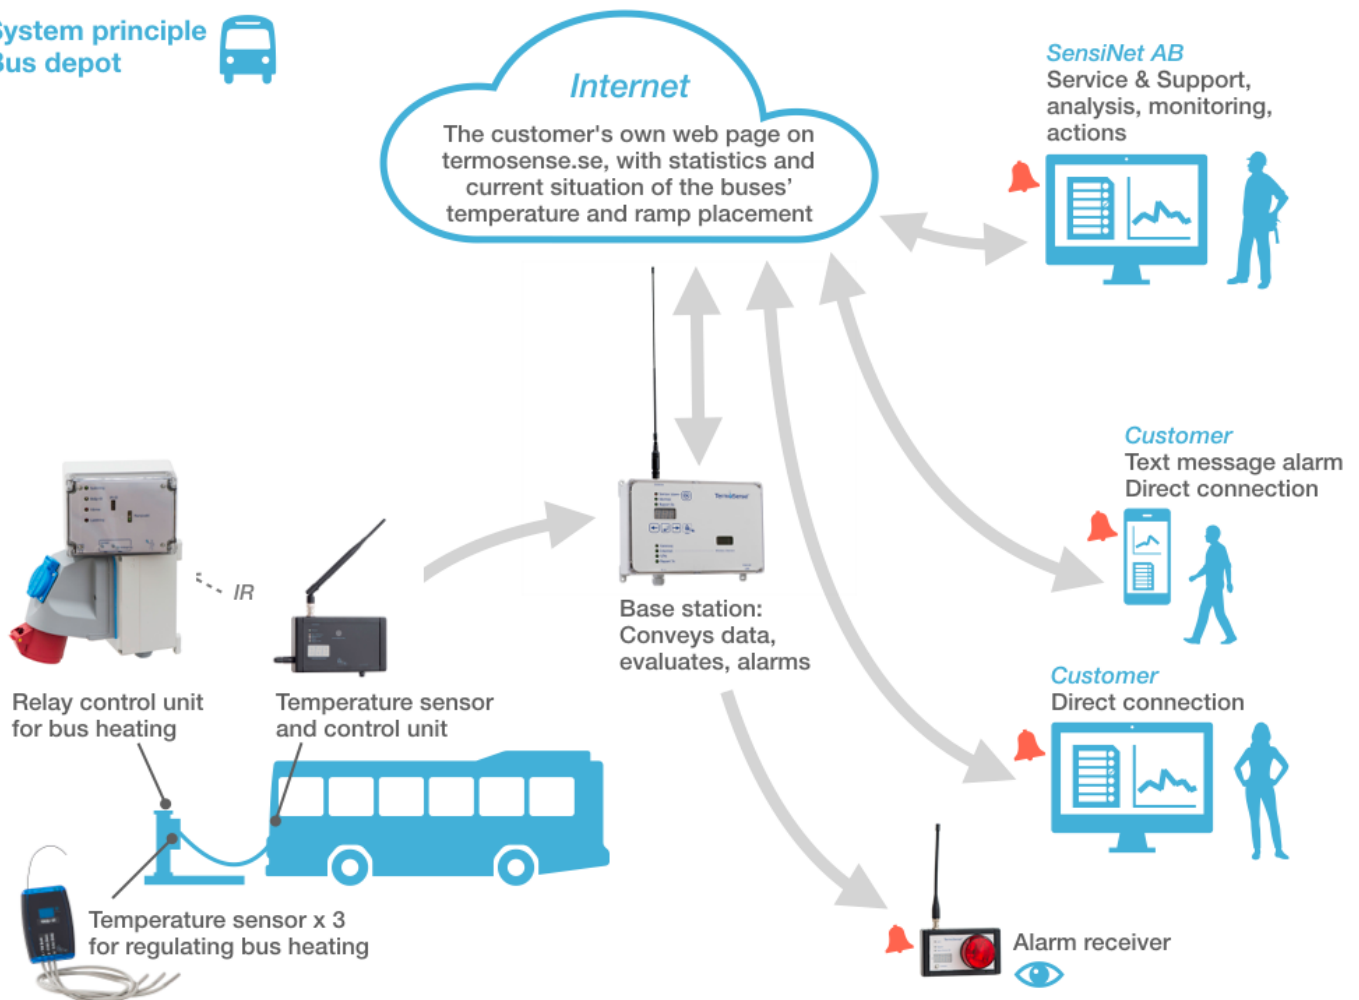 System principle
Bus depot
Internet
The customer's own web page on
termosense.se, with statistics and
current situation of the buses’
temperature and ramp placement
SensiNet AB
Service & Support,
analysis, monitoring,
actions
Customer
Text message alarm
Direct connection
IR
TermoSense
Base station:
Conveys data,
evaluates, alarms
Customer
Direct connection
Relay control unit
for bus heating
Temperature sensor
and control unit
Temperature sensor x 3
for regulating bus heating
Alarm receiver